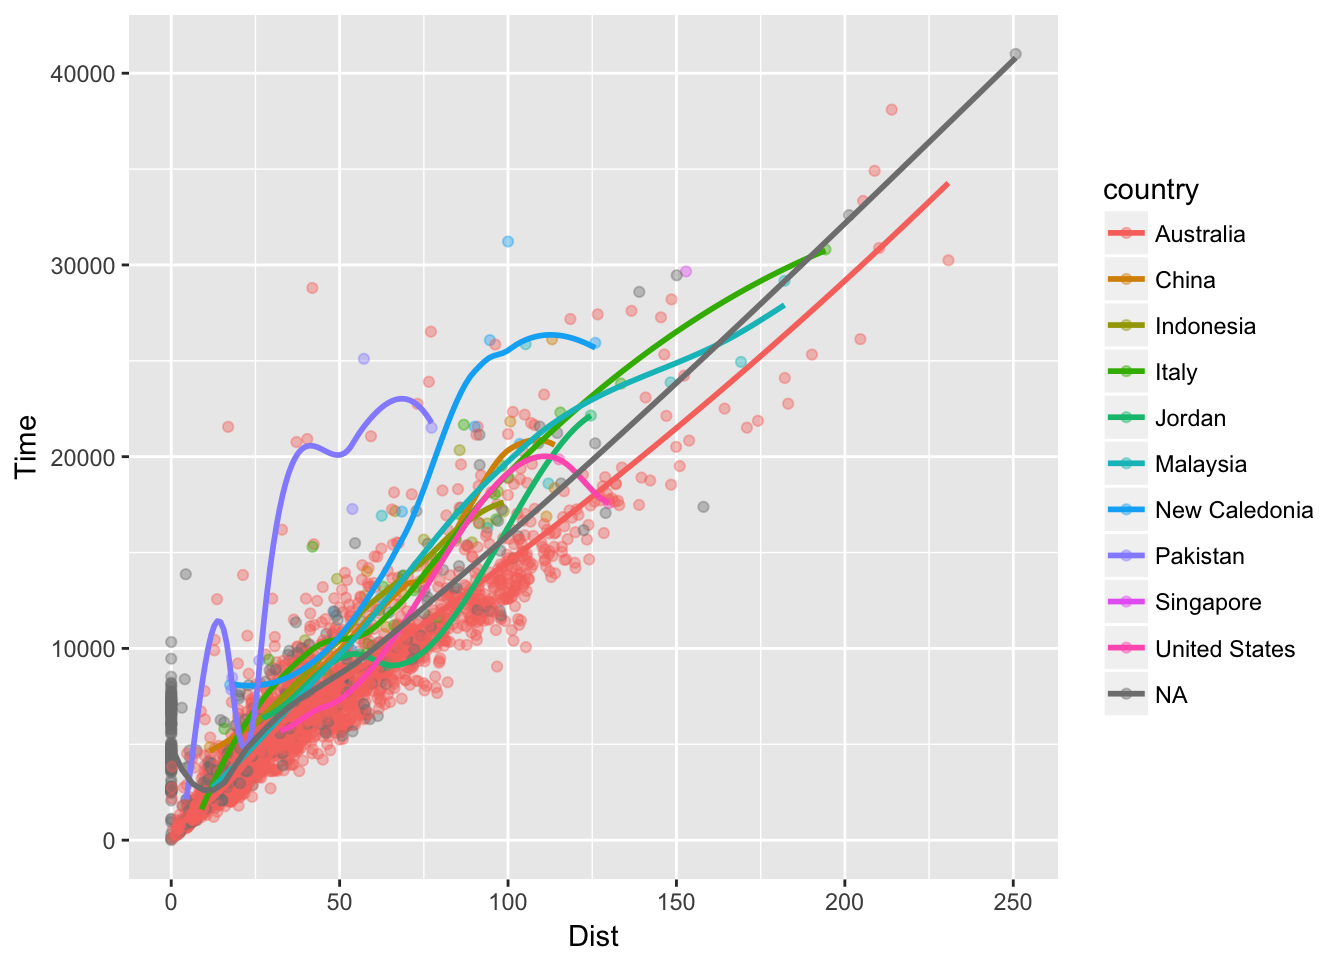 40000
30000
20000
10000
0
Time
0
50
100
150
200
250
Dist
country
Australia
China
Indonesia
Italy
Jordan
Malaysia
New Caledonia
Pakistan
Singapore
United States
NA